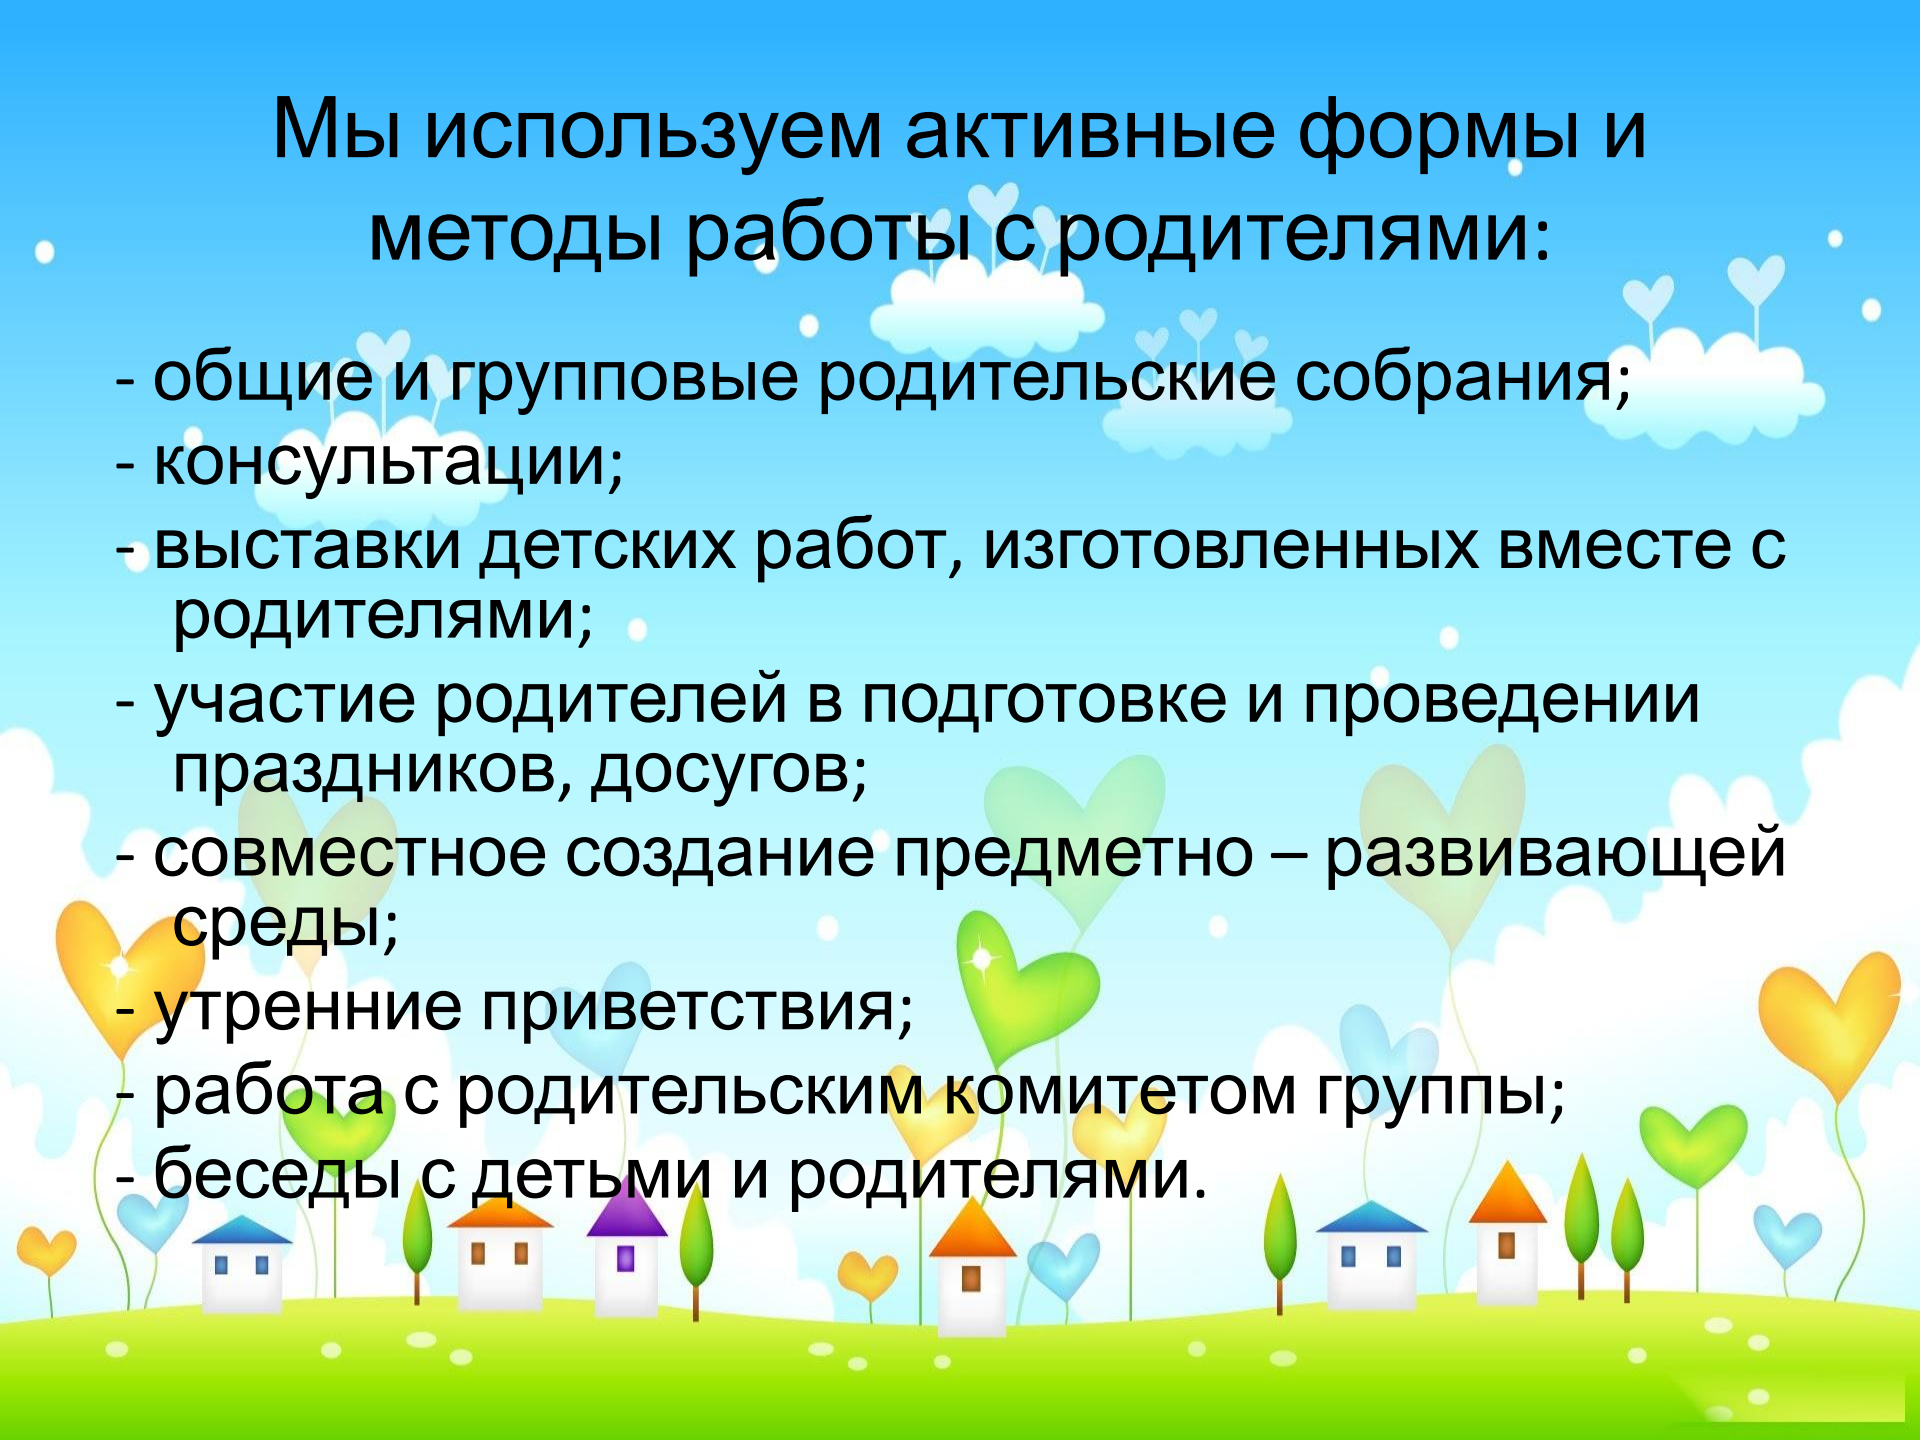 Мы используем активные формы и
методы работы с родителями:
- общие и групповые родительские собрания;
- консультации;
- выставки детских работ, изготовленных вместе с
родителями;
- участие родителей в подготовке и проведении
праздников, досугов;
- совместное создание предметно – развивающей
среды;
- утренние приветствия;
- работа с родительским комитетом группы;
- беседы с детьми и родителями.